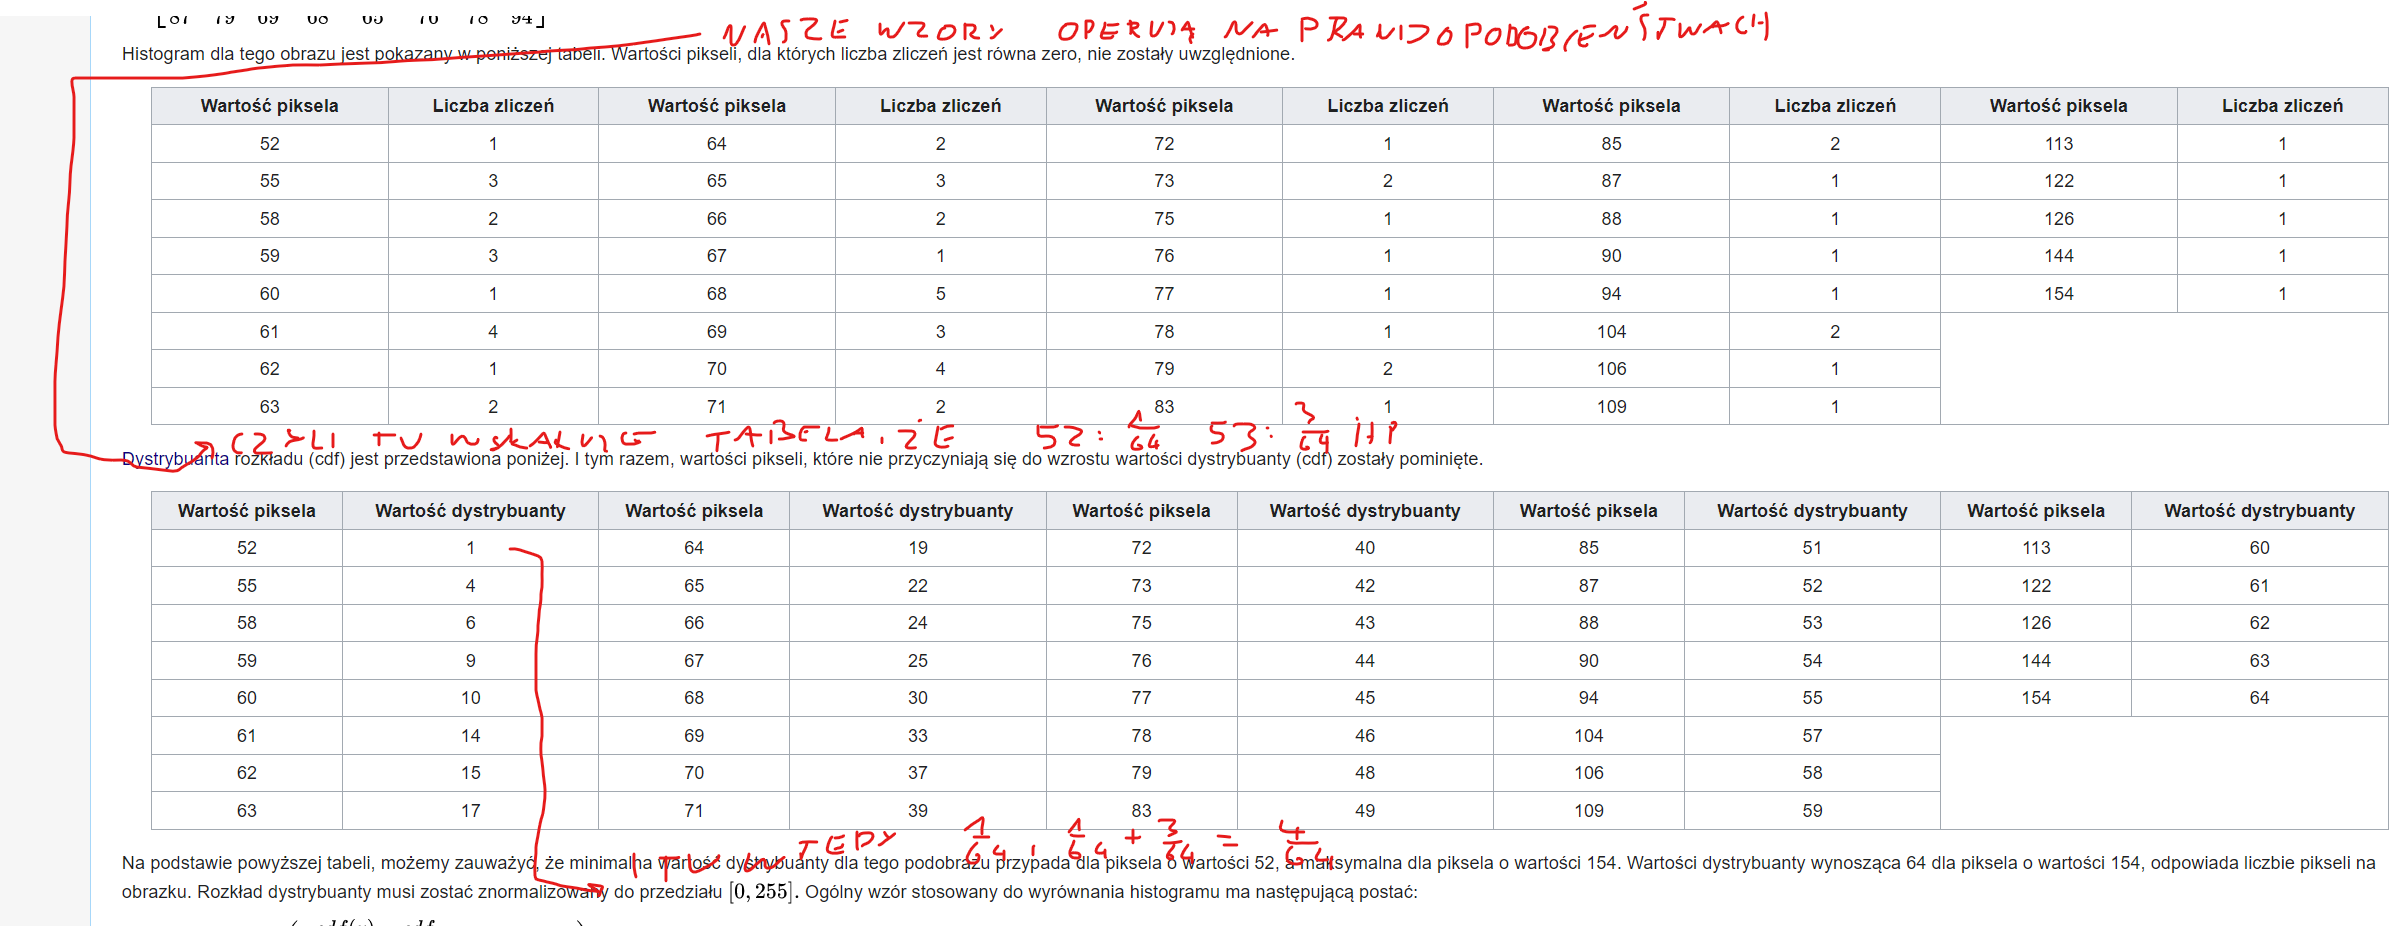 87 79 69 68 65 76 78 94
NASZE WZORY OPERUJĄ NA PRAWDOPODOBIEŃSTWACH
Histogram dla tego obrazu jest pokazany w poniższej tabeli. Wartości pikseli, dla których liczba zliczeń jest równa zero, nie zostały uwzględnione.
Wartość piksela Liczba zliczeń Wartość piksela Liczba zliczeń Wartość piksela Liczba zliczeń Wartość piksela Liczba zliczeń Wartość piksela Liczba zliczeń
52 1 64 2 72 1 85 2 113 1
55 3 65 3 73 2 87 1 122 1
58 2 66 2 75 1 88 1 126 1
59 3 67 1 76 1 90 1 144 1
60 1 68 5 77 1 94 1 154 1
61 4 69 3 78 1 104 2
62 1 70 4 79 2 106 1
63 2 71 2 83 1 109 1
CZYLI TU WSKAKUJE TABELA, ŻE 52: 1/64 53: 3/64 ITP
Dystrybuanta rozkładu (cdf) jest przedstawiona poniżej. I tym razem, wartości pikseli, które nie przyczyniają się do wzrostu wartości dystrybuanty (cdf) zostały pominięte.
Wartość piksela Wartość dystrybuanty Wartość piksela Wartość dystrybuanty Wartość piksela Wartość dystrybuanty Wartość piksela Wartość dystrybuanty Wartość piksela Wartość dystrybuanty
52 1 64 19 72 40 85 51 113 60
55 4 65 22 73 42 87 52 122 61
58 6 66 24 75 43 88 53 126 62
59 9 67 25 76 44 90 54 144 63
60 10 68 30 77 45 94 55 154 64
61 14 69 33 78 46 104 57
62 15 70 37 79 48 106 58
63 17 71 39 83 49 109 59
I TU WTEDY 1/64, 1/64 + 3/64 = 4/64
Na podstawie powyższej tabeli, możemy zauważyć, że minimalna wartość dystrybuanty dla tego podobrazu przypada dla piksela o wartości 52, a maksymalna dla piksela o wartości 154. Wartości dystrybuanty wynosząca 64 dla piksela o wartości 154, odpowiada liczbie pikseli na
obrazku. Rozkład dystrybuanty musi zostać znormalizowany do przedziału [0, 255]. Ogólny wzór stosowany do wyrównania histogramu ma następującą postać: